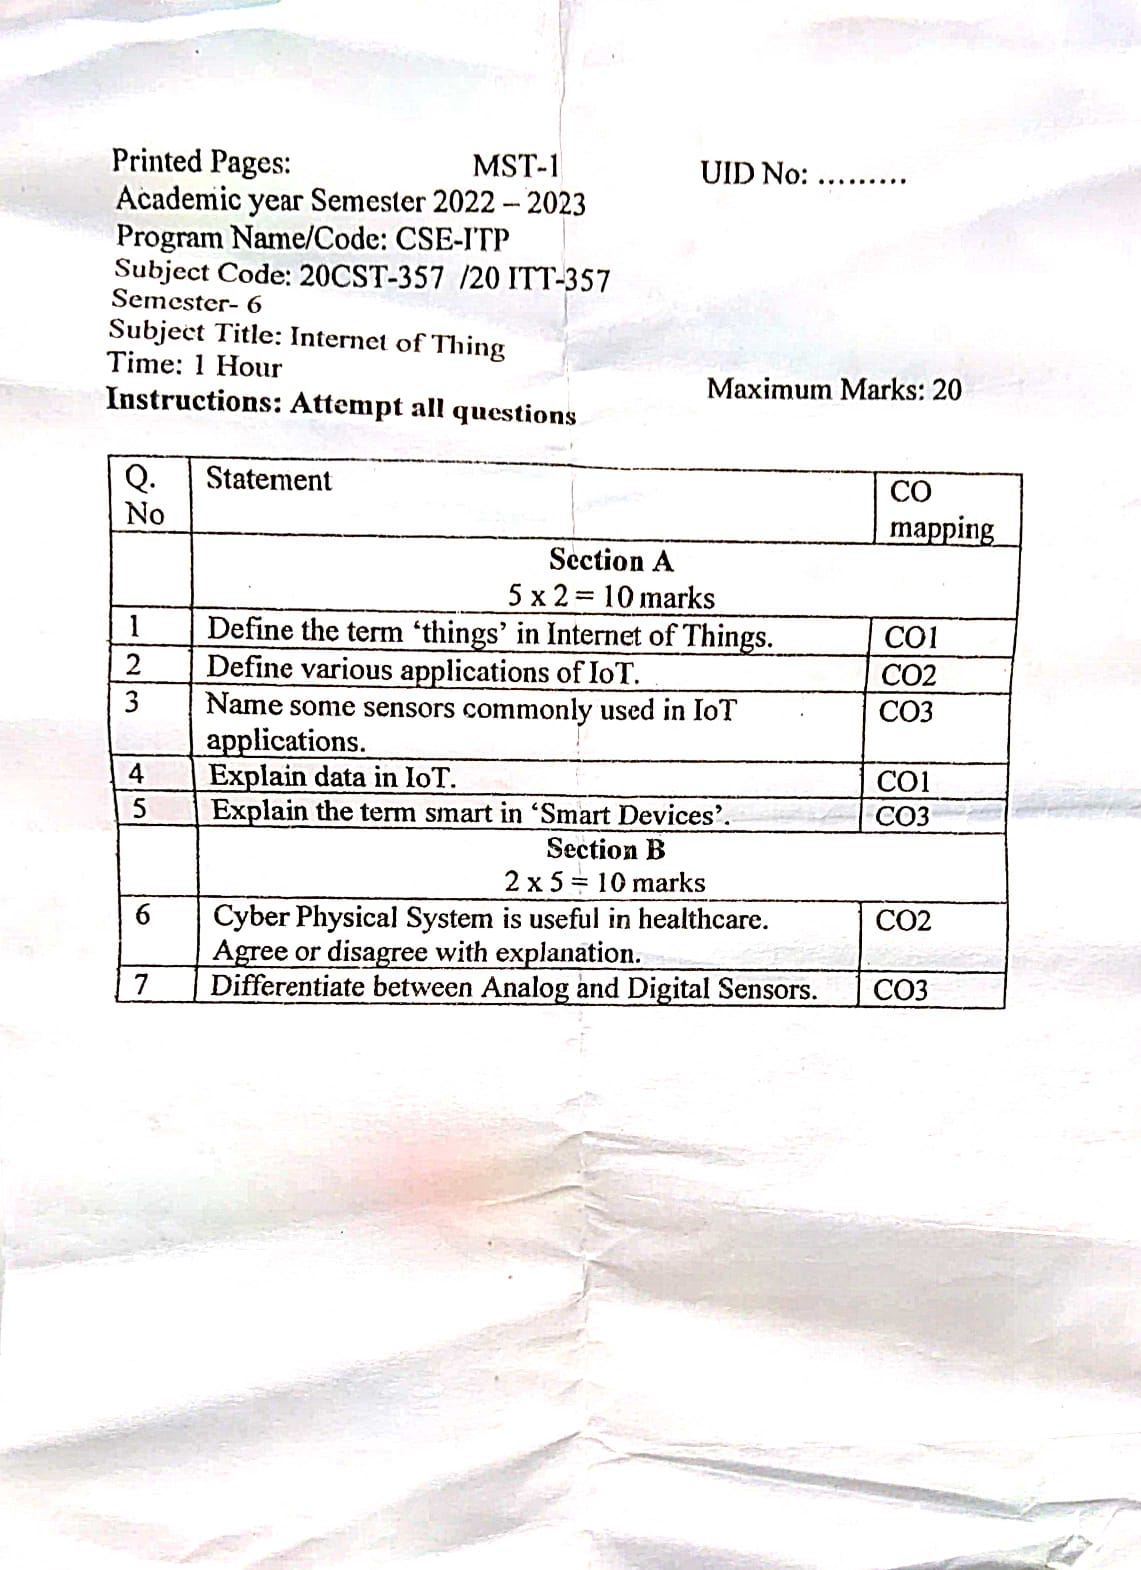 Printed Pages: MST-1 UID No: .........
Academic year Semester 2022 – 2023
Program Name/Code: CSE-ITP
Subject Code: 20CST-357 /20 ITT-357
Semester- 6
Subject Title: Internet of Thing
Time: 1 Hour
Maximum Marks: 20
Instructions: Attempt all questions
Q. No Statement CO mapping
Section A
5 x 2 = 10 marks
1 Define the term ‘things’ in Internet of Things. CO1
2 Define various applications of IoT. CO2
3 Name some sensors commonly used in IoT CO3
applications.
4 Explain data in IoT. CO1
5 Explain the term smart in ‘Smart Devices’. CO3
Section B
2 x 5 = 10 marks
6 Cyber Physical System is useful in healthcare. CO2
Agree or disagree with explanation.
7 Differentiate between Analog and Digital Sensors. CO3